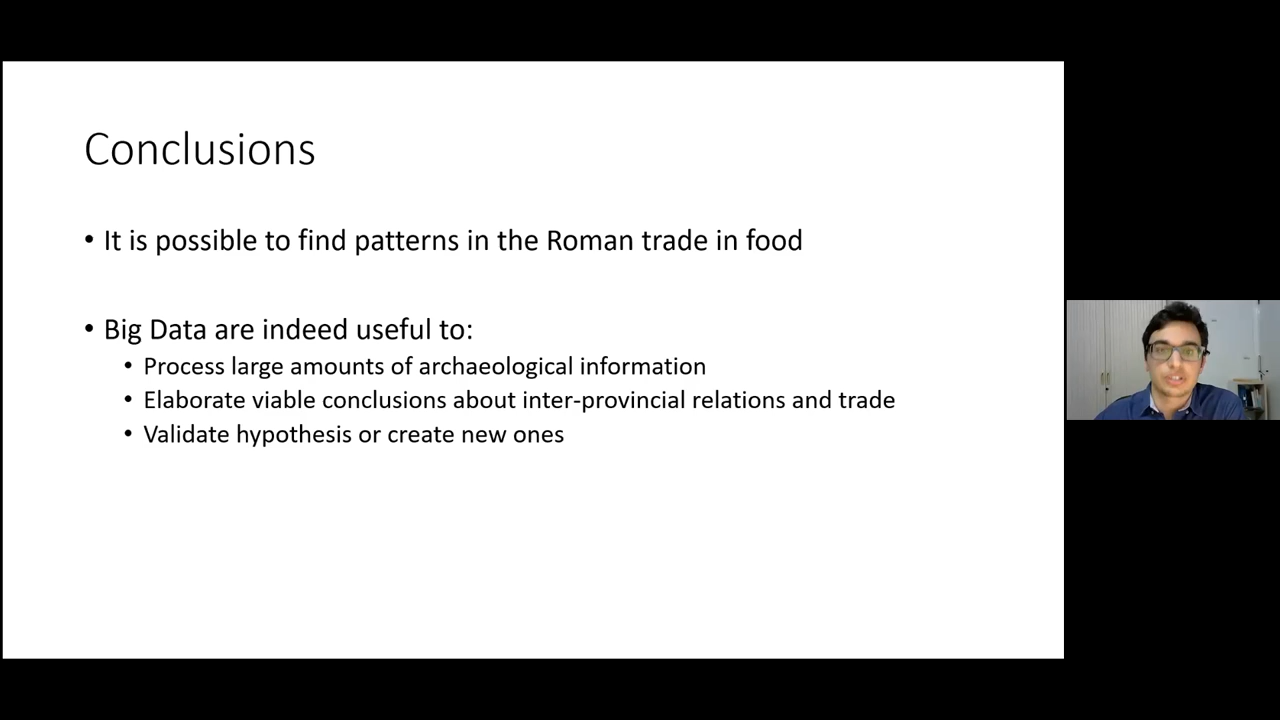 Conclusions
• It is possible to find patterns in the Roman trade in food
• Big Data are indeed useful to:
• Process large amounts of archaeological information
• Elaborate viable conclusions about inter-provincial relations and trade
• Validate hypothesis or create new ones